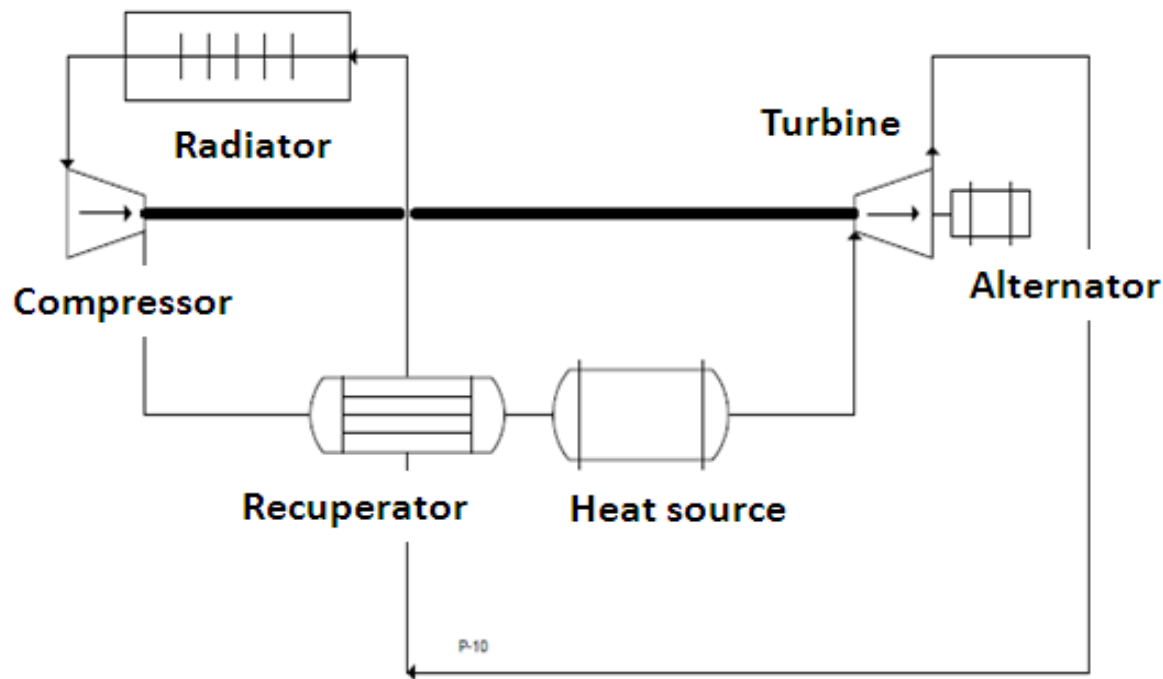 Radiator
Turbine
Compressor
Alternator
Recuperator
Heat source
P-10